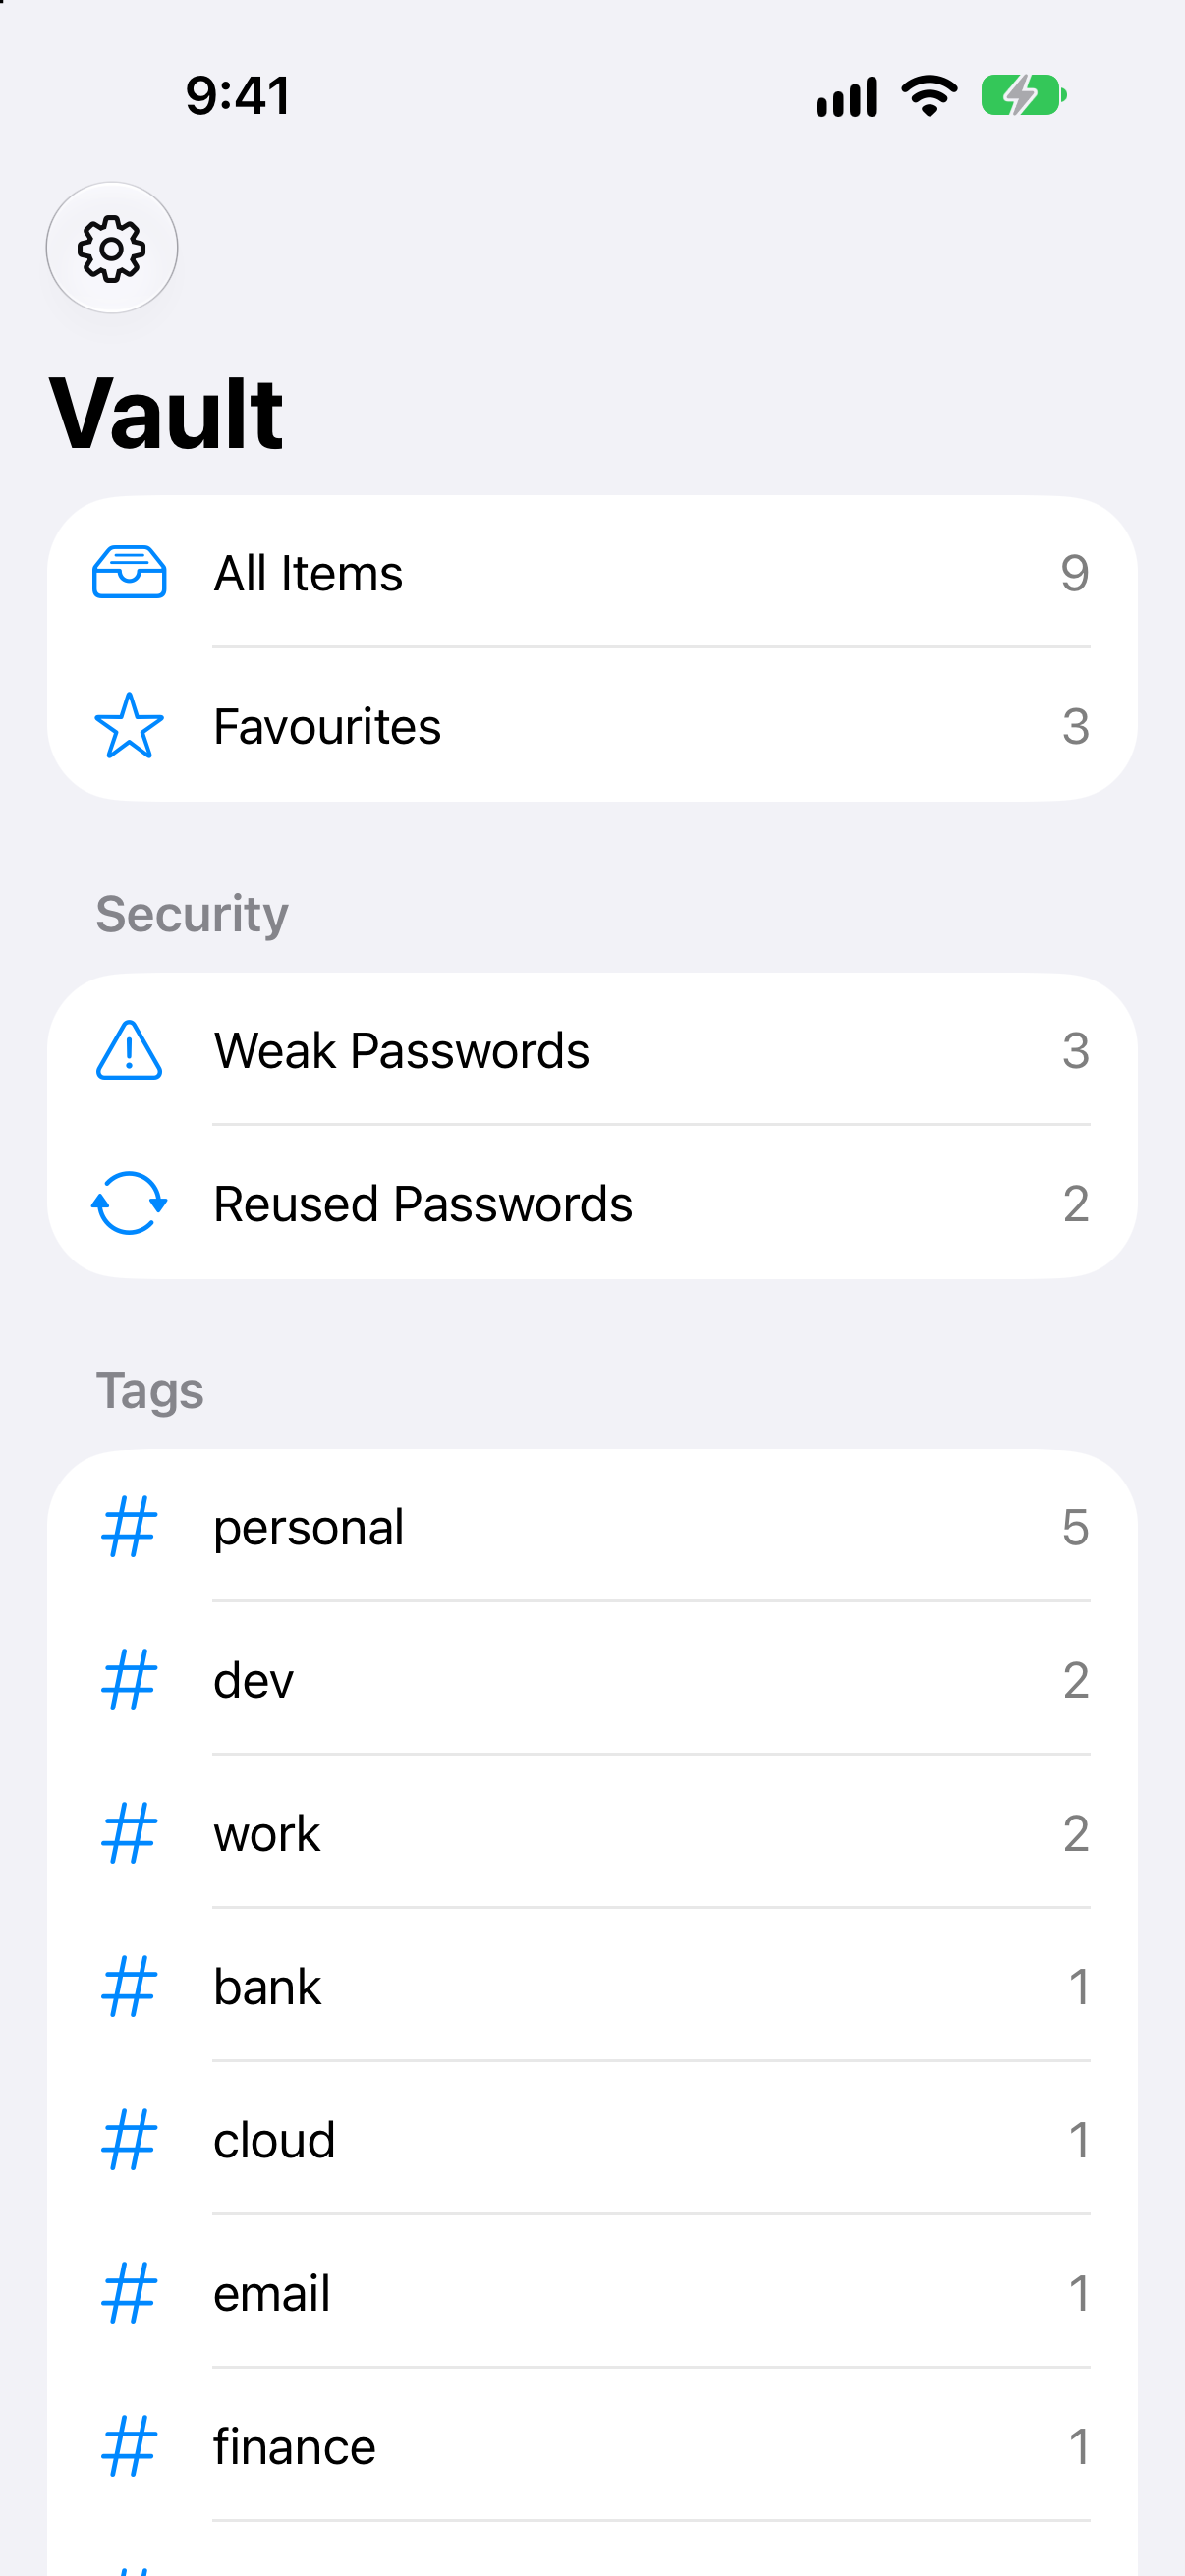 9:41
Vault
All Items 9
Favourites 3
Security
Weak Passwords 3
Reused Passwords 2
Tags
# personal 5
# dev 2
# work 2
# bank 1
# cloud 1
# email 1
# finance 1